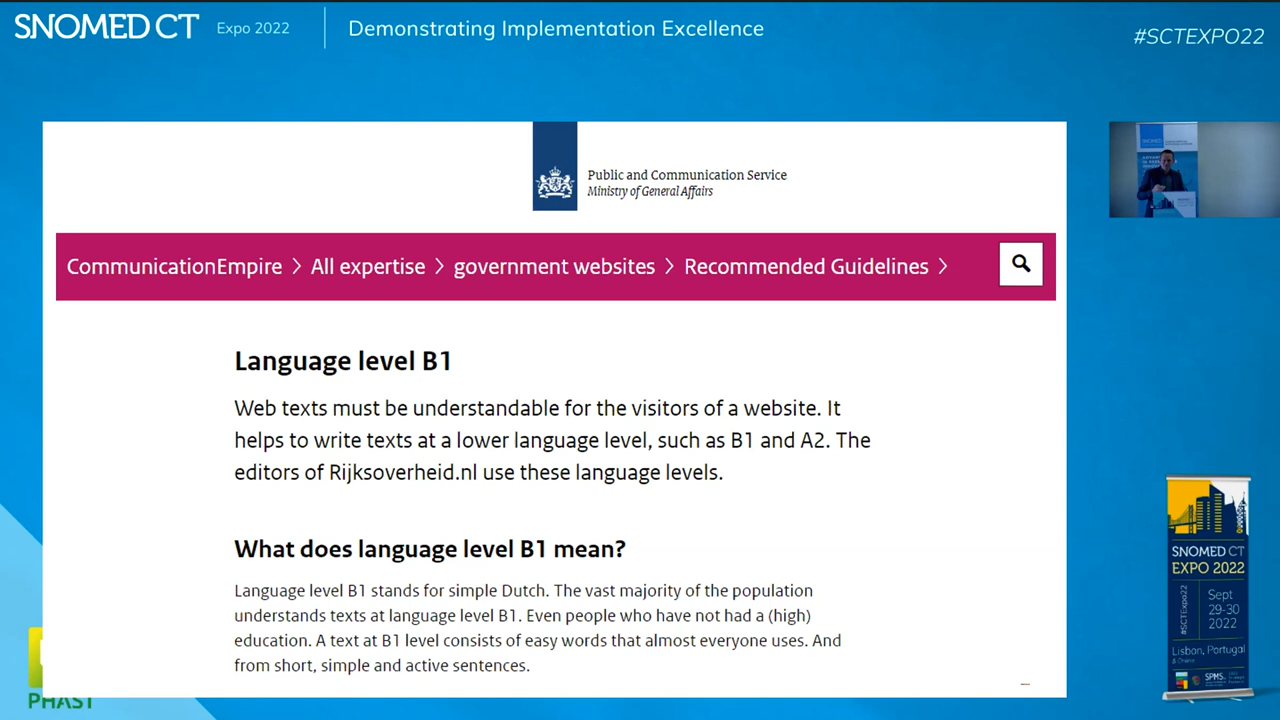 SNOMED CT Expo 2022 Demonstrating Implementation Excellence #SCTEXPO22
Public and Communication Service
Ministry of General Affairs
CommunicationEmpire > All expertise > government websites > Recommended Guidelines >
Language level B1
Web texts must be understandable for the visitors of a website. It
helps to write texts at a lower language level, such as B1 and A2. The
editors of Rijksoverheid.nl use these language levels.
What does language level B1 mean?
Language level B1 stands for simple Dutch. The vast majority of the population
understands texts at language level B1. Even people who have not had a (high)
education. A text at B1 level consists of easy words that almost everyone uses. And
from short, simple and active sentences.
PHAST
SNOMED
SNOMED CT
EXPO 2022
#SCTExpo22
Sept
29-30
2022
Lisbon, Portugal
& Online
SPMS